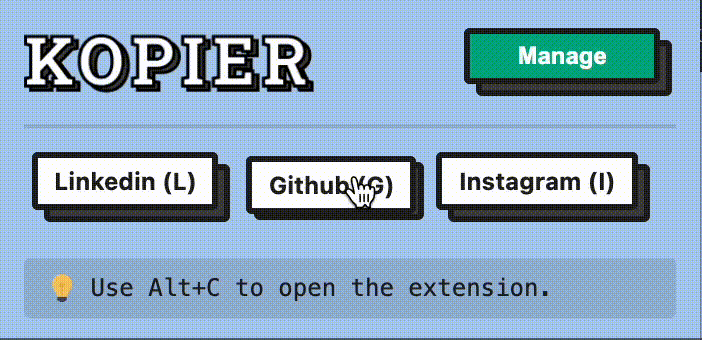 KOPIER
Manage
Linkedin (L)
Github (G)
Instagram (I)
Use Alt+C to open the extension.